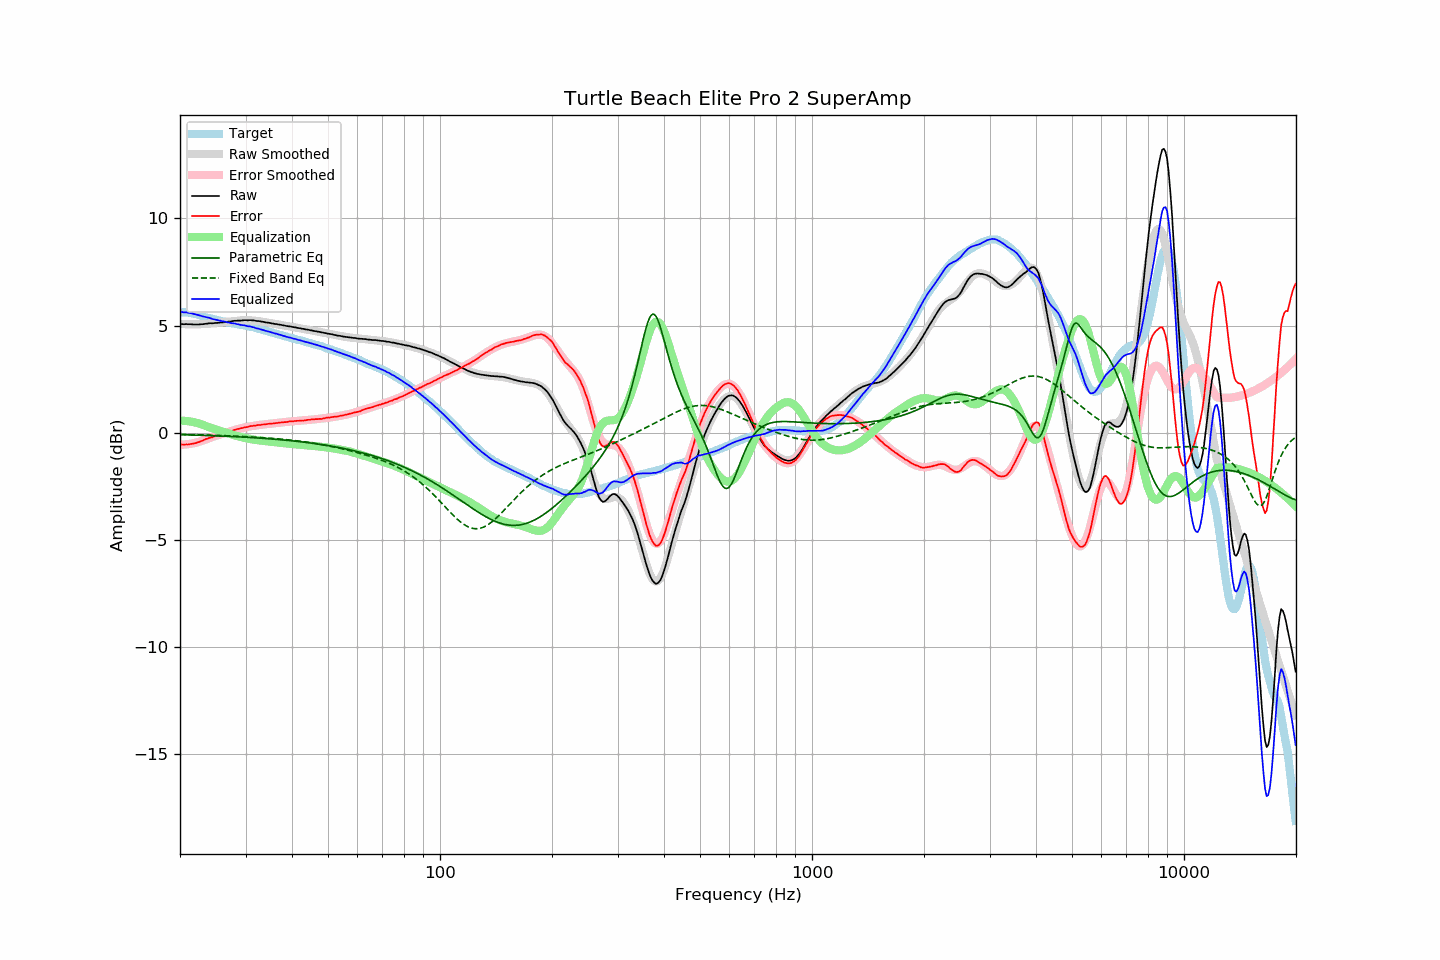 Turtle Beach Elite Pro 2 SuperAmp
Target
Raw Smoothed
Error Smoothed
Raw
Error
Equalization
Parametric Eq
Fixed Band Eq
Equalized
10
5
0
−5
−10
−15
Amplitude (dBr)
100
1000
10000
Frequency (Hz)